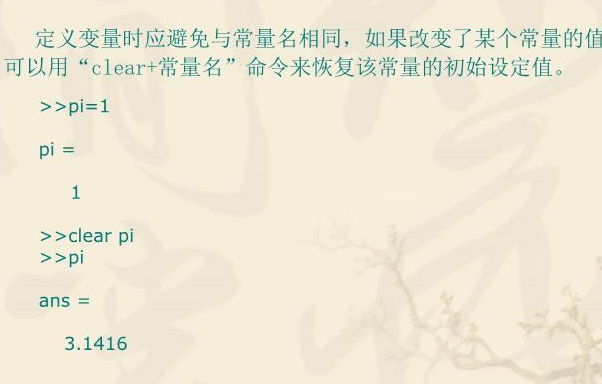 定义变量时应避免与常量名相同，如果改变了某个常量的值
可以用“clear+常量名”命令来恢复该常量的初始设定值。
>>pi=1
pi =
1
>>clear pi
>>pi
ans =
3.1416